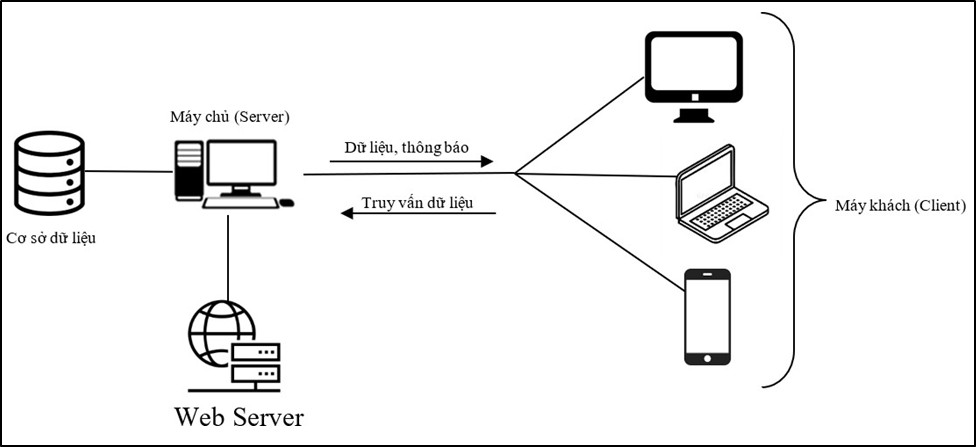 Máy chủ (Server)
Dữ liệu, thông báo
Truy vấn dữ liệu
Máy khách (Client)
Cơ sở dữ liệu
Web Server